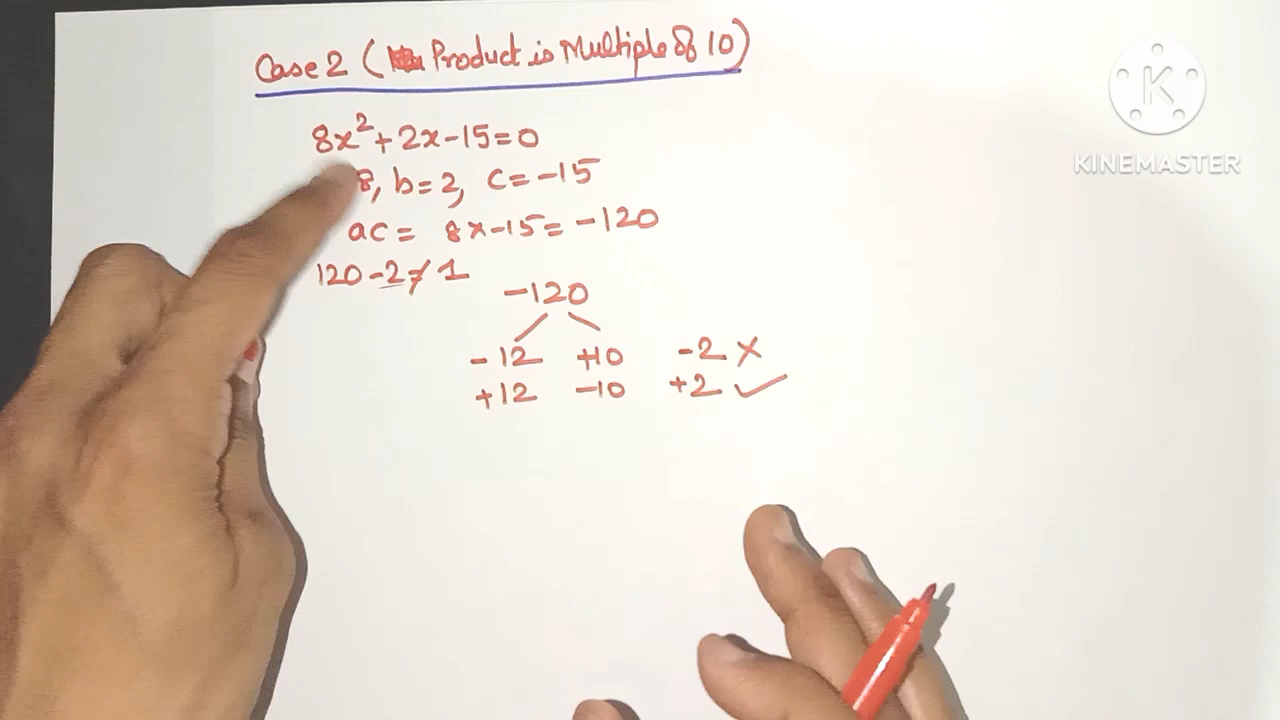 Case 2 ( Product is Multiple of 10)
8x²+2x-15=0
8, b=2, c=-15
ac= 8x-15=-120
120-2≠1
-120
-12 +10 -2 ×
+12 -10 +2 ✓
K
KINEMASTER